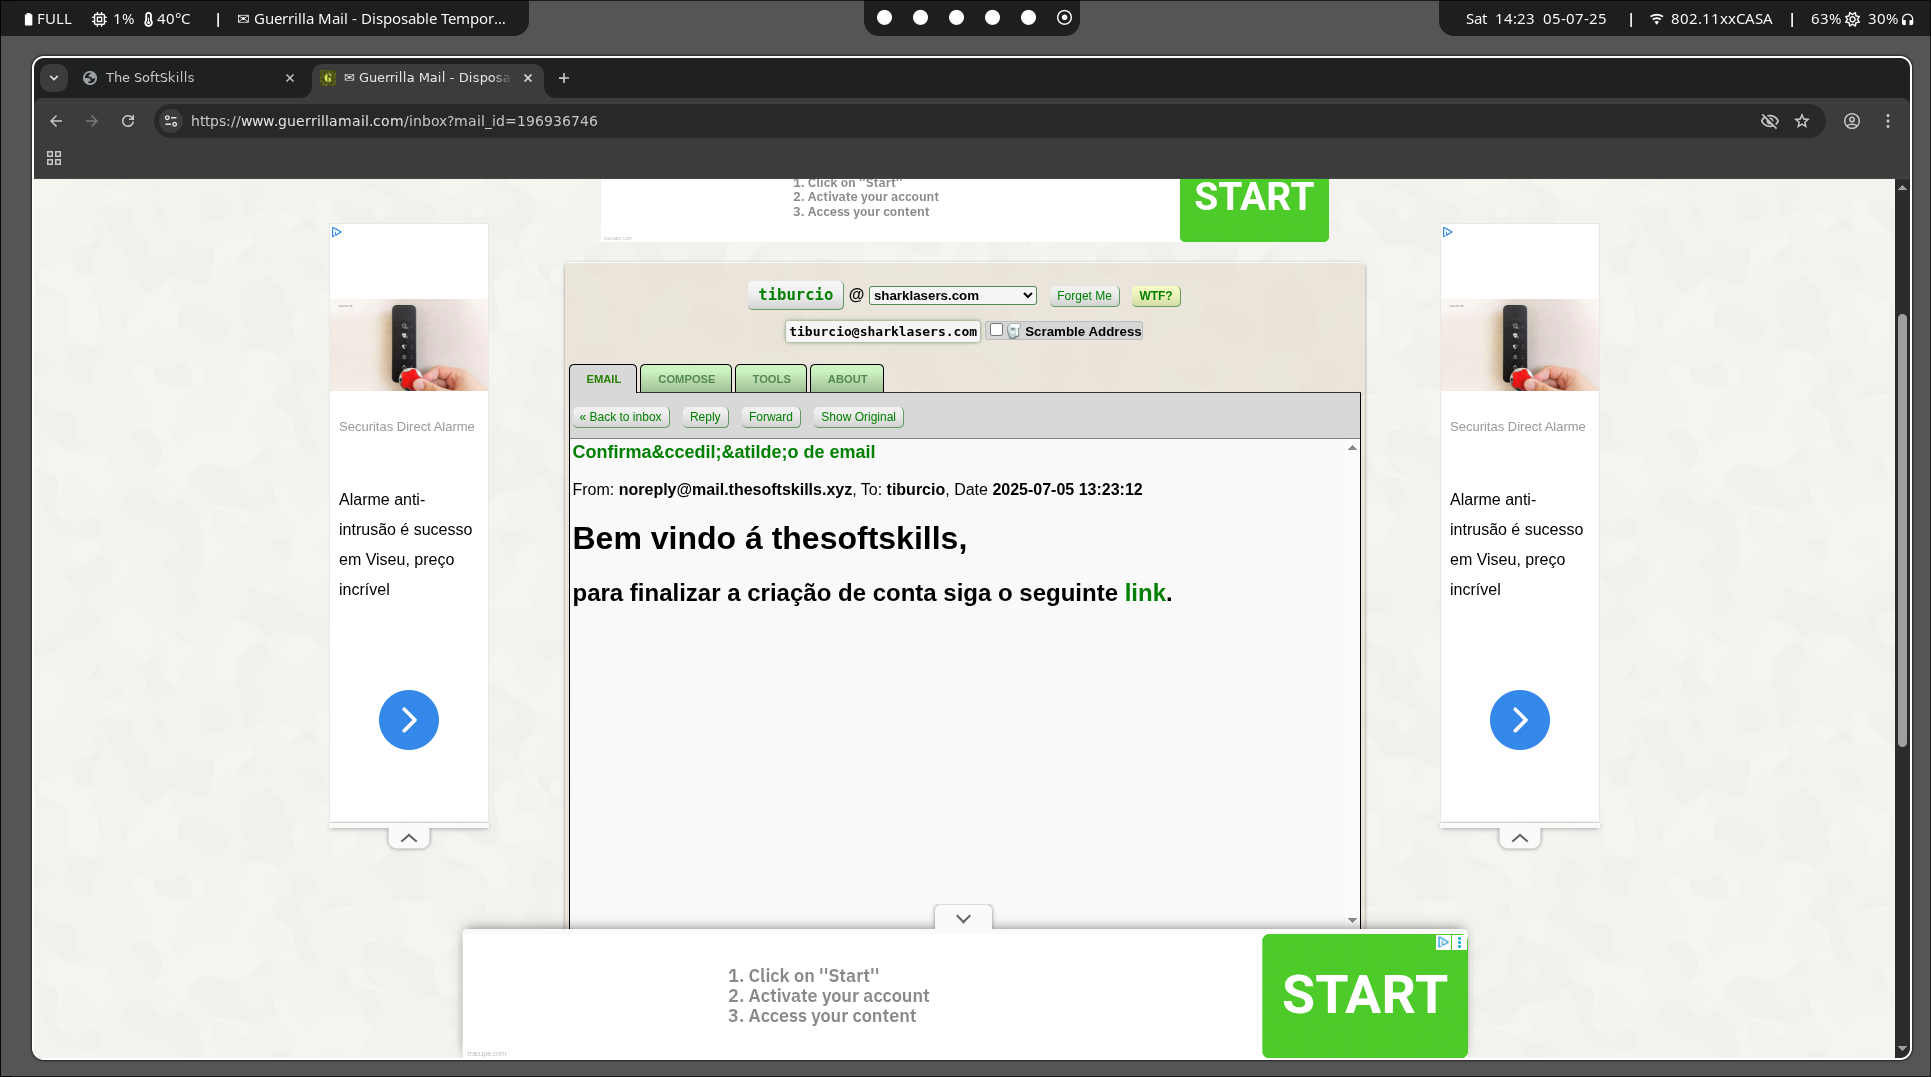 FULL 1% 40°C | ✉ Guerrilla Mail - Disposable Tempor...
Sat 14:23 05-07-25 | 802.11xxCASA | 63% 30%
The SoftSkills
✉ Guerrilla Mail - Disposa
https://www.guerrillamail.com/inbox?mail_id=196936746
1. Click on "Start"
2. Activate your account
3. Access your content
START
tracupe.com
tiburcio @ sharklasers.com Forget Me WTF?
tiburcio@sharklasers.com Scramble Address
EMAIL COMPOSE TOOLS ABOUT
« Back to inbox Reply Forward Show Original
Confirma&ccedil;&atilde;o de email
From: noreply@mail.thesoftskills.xyz, To: tiburcio, Date 2025-07-05 13:23:12
Bem vindo á thesoftskills,
para finalizar a criação de conta siga o seguinte link.
Securitas Direct Alarme
Alarme anti-
intrusão é sucesso
em Viseu, preço
incrível
Securitas Direct Alarme
Alarme anti-
intrusão é sucesso
em Viseu, preço
incrível
1. Click on "Start"
2. Activate your account
3. Access your content
START
tracupe.com